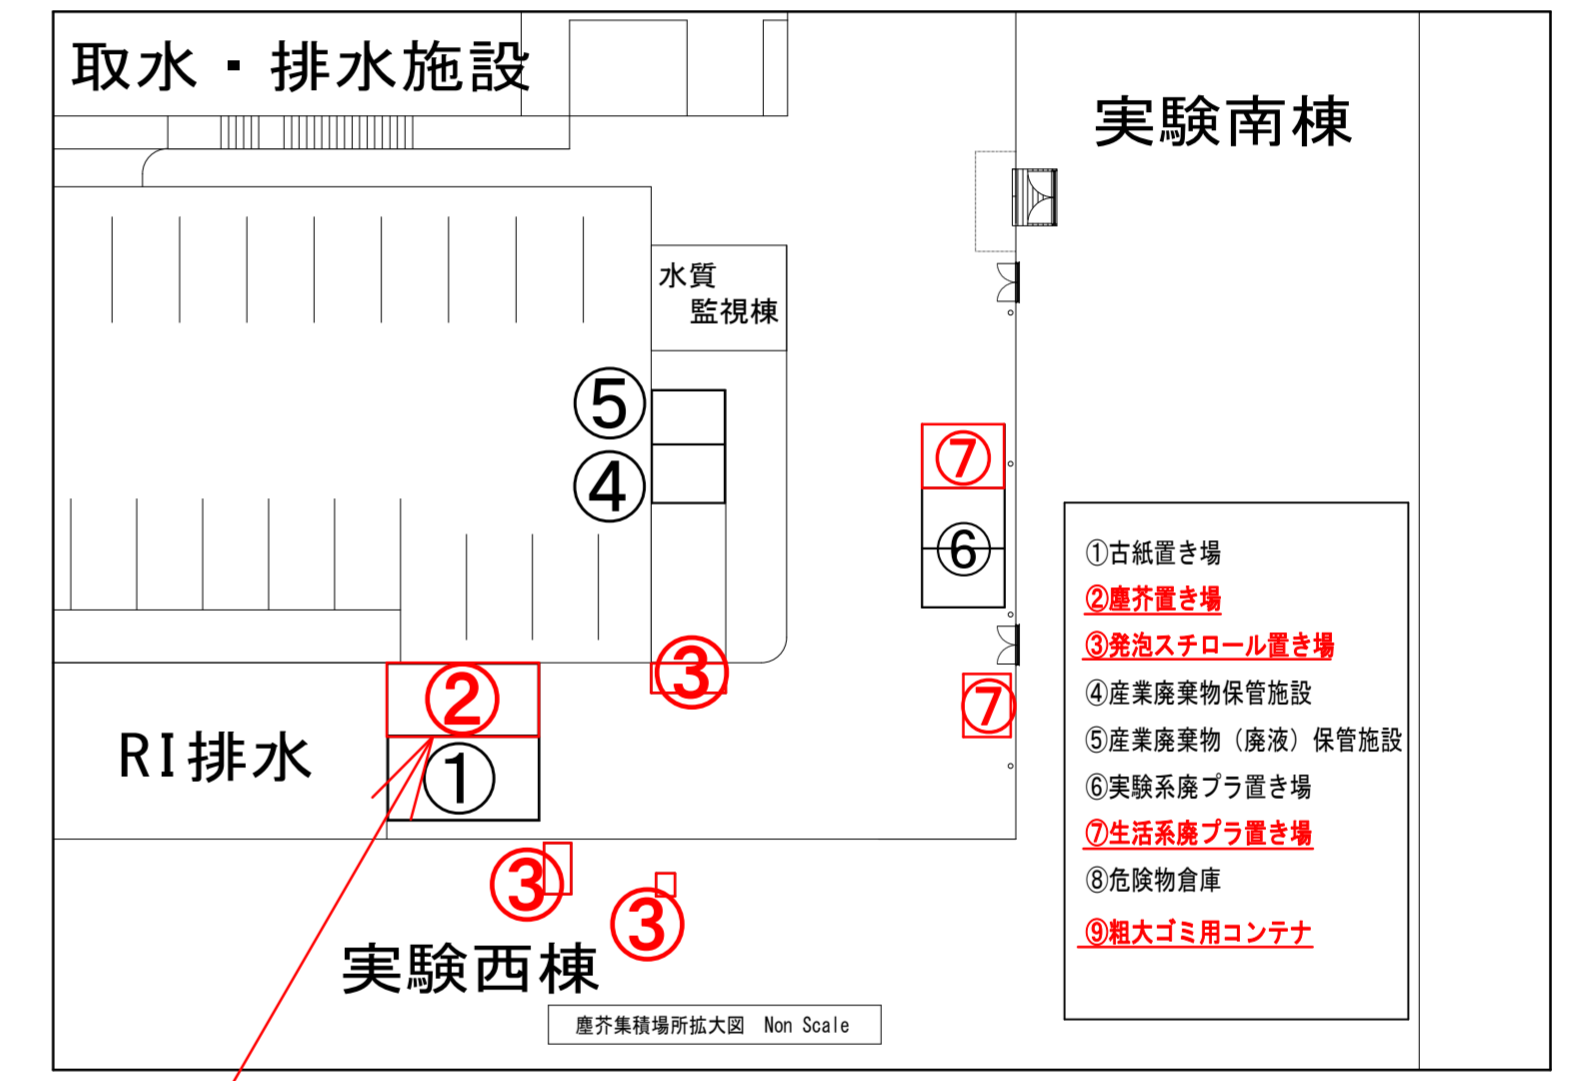 取水・排水施設
実験南棟
水質
監視棟
⑤
④
⑦
⑥
③
⑦
②
①
RI排水
③
③
実験西棟
塵芥集積場所拡大図 Non Scale
①古紙置き場
②塵芥置き場
③発泡スチロール置き場
④産業廃棄物保管施設
⑤産業廃棄物（廃液）保管施設
⑥実験系廃プラ置き場
⑦生活系廃プラ置き場
⑧危険物倉庫
⑨粗大ゴミ用コンテナ